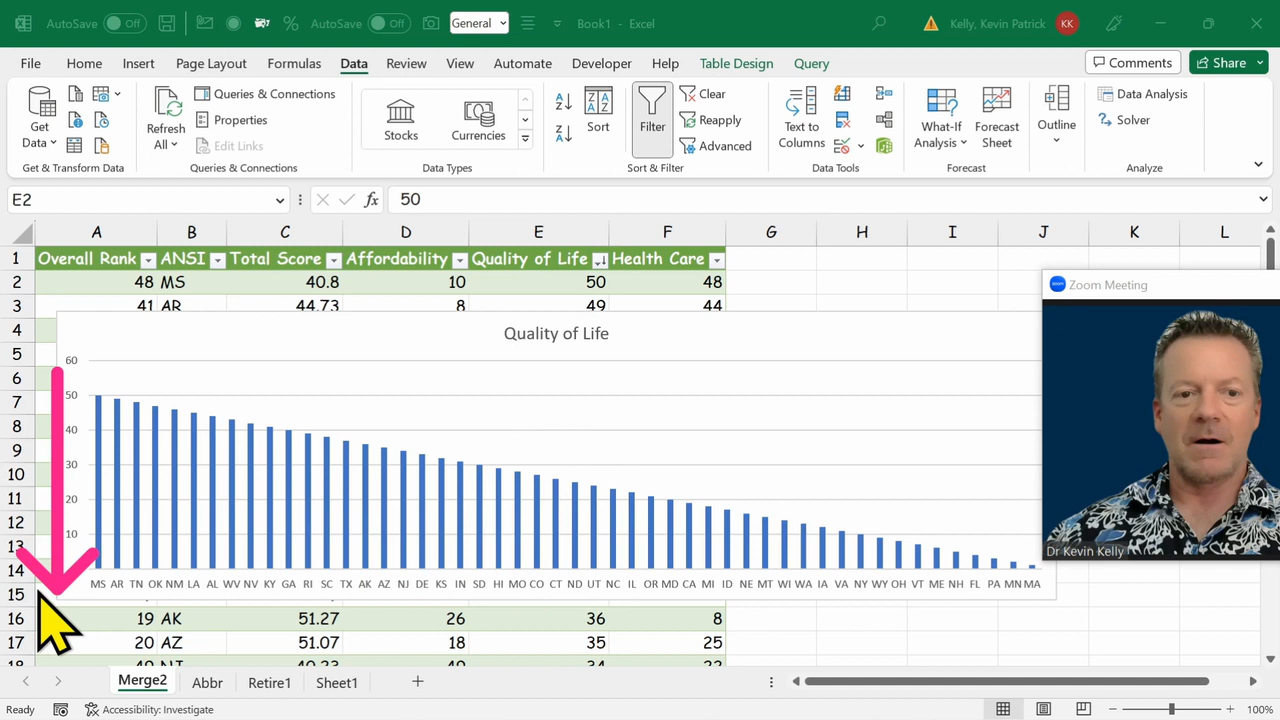 AutoSave Off AutoSave Off General Book1 - Excel Kelly, Kevin Patrick KK
File Home Insert Page Layout Formulas Data Review View Automate Developer Help Table Design Query Comments Share
Get Data
Refresh All
Queries & Connections
Properties
Edit Links
Stocks
Currencies
Sort
Filter
Clear
Reapply
Advanced
Text to Columns
What-If Analysis
Forecast Sheet
Outline
Data Analysis
Solver
Get & Transform Data Queries & Connections Data Types Sort & Filter Data Tools Forecast Analyze
E2 fx 50
A B C D E F G H I J K L
1 Overall Rank ANSI Total Score Affordability Quality of Life Health Care
2 48 MS 40.8 10 50 48
3 41 AR 44.73 8 49 44
4
5
6
7
8
9
10
11
12
13
14
15
Quality of Life
60
50
40
30
20
10
MS AR TN OK NM LA AL WV NV KY GA RI SC TX AK AZ NJ DE KS IN SD HI MO CO CT ND UT NC IL OR MD CA MI ID NE MT WI WA IA VA NY WY OH VT ME NH FL PA MN MA
Zoom Meeting
zoom
Dr Kevin Kelly
16 19 AK 51.27 26 36 8
17 20 AZ 51.07 18 35 25
Merge2 Abbr Retire1 Sheet1
Ready Accessibility: Investigate 100%